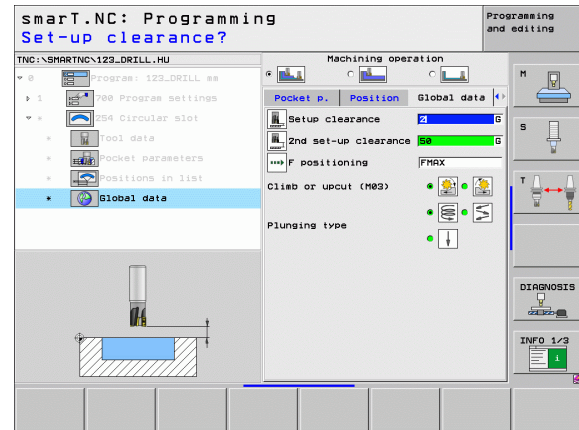 smarT.NC: Programming
Set-up clearance?
Programming
and editing
TNC:\SMARTNC\123_DRILL.HU
0 Program: 123_DRILL mm
1 700 Program settings
* 254 Circular slot
* Tool data
* Pocket parameters
* Positions in list
* Global data
Machining operation
Pocket p. Position Global data
Setup clearance 2 G
2nd set-up clearance 50 G
F positioning FMAX
Climb or upcut (M03)
Plunging type
M
S
T
DIAGNOSIS
INFO 1/3
i